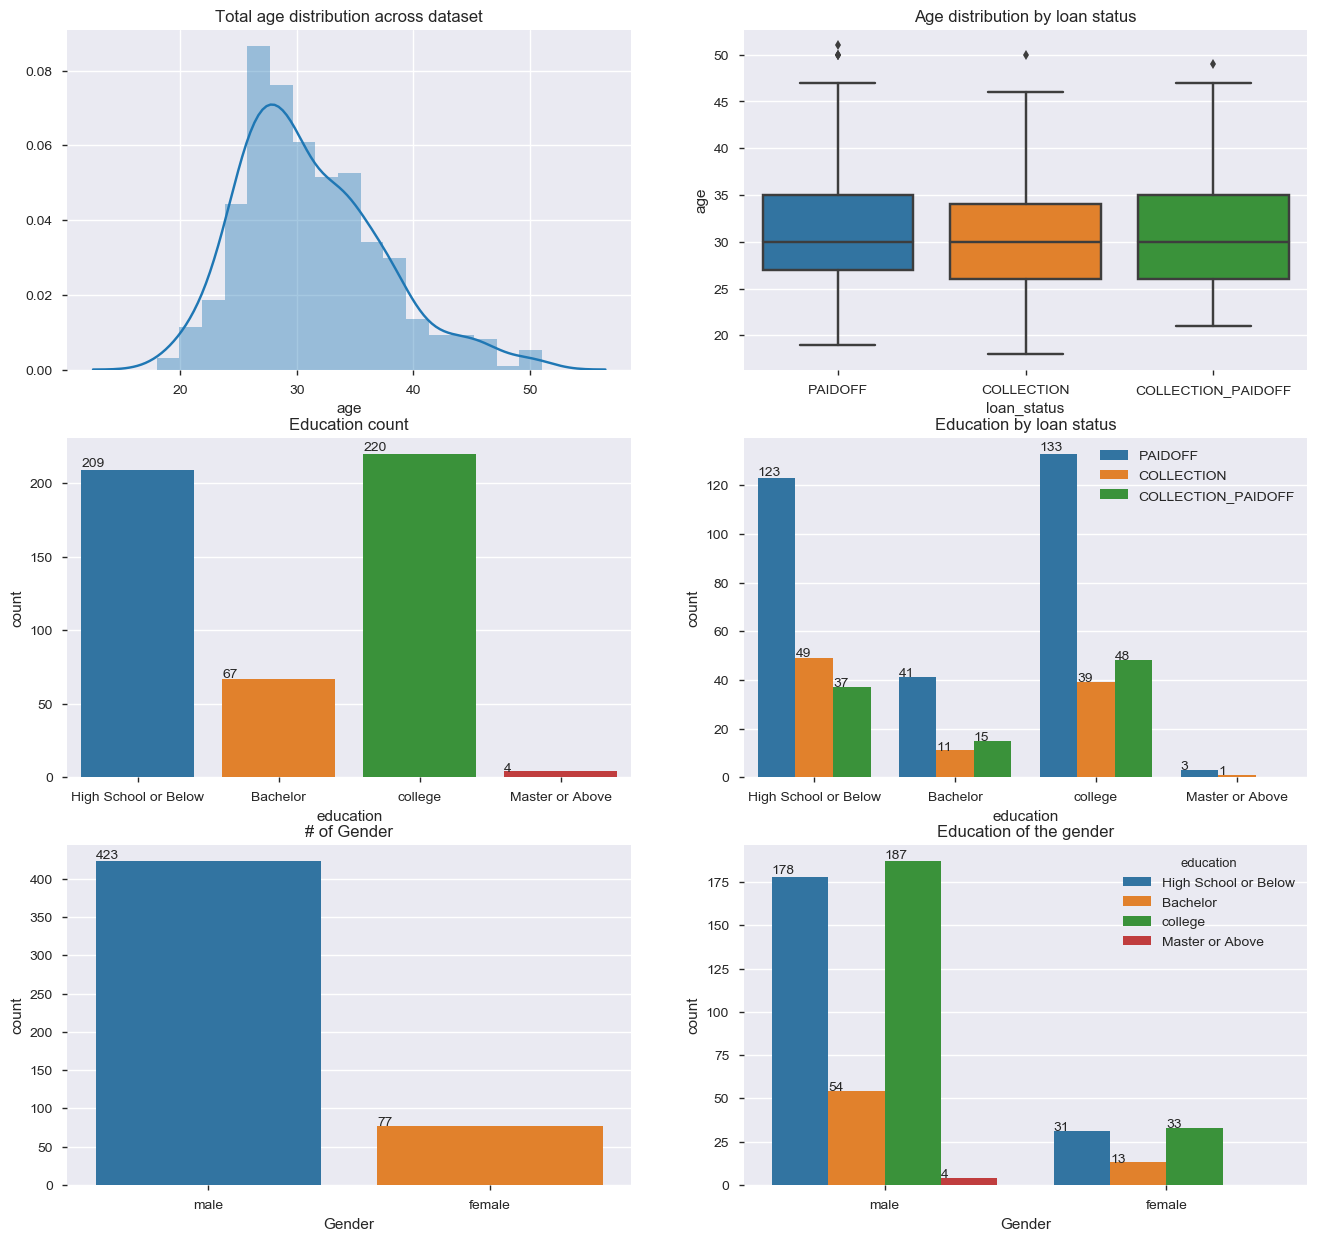 Total age distribution across dataset
0.08
0.06
0.04
0.02
0.00
20 30 40 50
age
Age distribution by loan status
50
45
40
35
30
25
20
age
PAIDOFF COLLECTION COLLECTION_PAIDOFF
loan_status
Education count
209
67
220
4
200
150
100
50
0
count
High School or Below Bachelor college Master or Above
education
Education by loan status
PAIDOFF
COLLECTION
COLLECTION_PAIDOFF
123
49
37
41
11
15
133
39
48
3
1
120
100
80
60
40
20
0
count
High School or Below Bachelor college Master or Above
education
# of Gender
423
77
400
350
300
250
200
150
100
50
0
count
male female
Gender
Education of the gender
education
High School or Below
Bachelor
college
Master or Above
178
54
187
4
31
13
33
175
150
125
100
75
50
25
0
count
male female
Gender